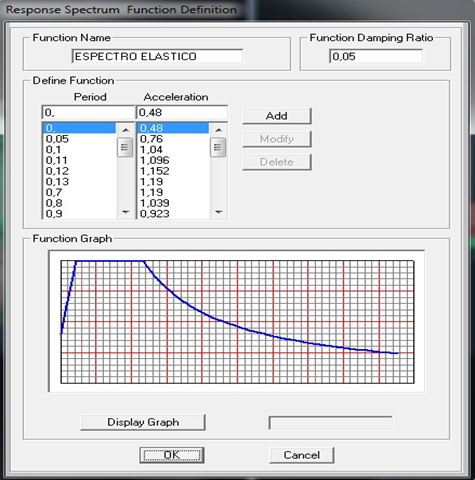 Response Spectrum Function Definition
Function Name
Function Damping Ratio
ESPECTRO ELASTICO
0,05
Define Function
Period Acceleration
0, 0,48
Add
0, 0,48
0,05 0,76
0,1 1,04
0,11 1,096
0,12 1,152
0,13 1,19
0,7 1,19
0,8 1,039
0,9 0,923
Modify
Delete
Function Graph
Display Graph
OK
Cancel